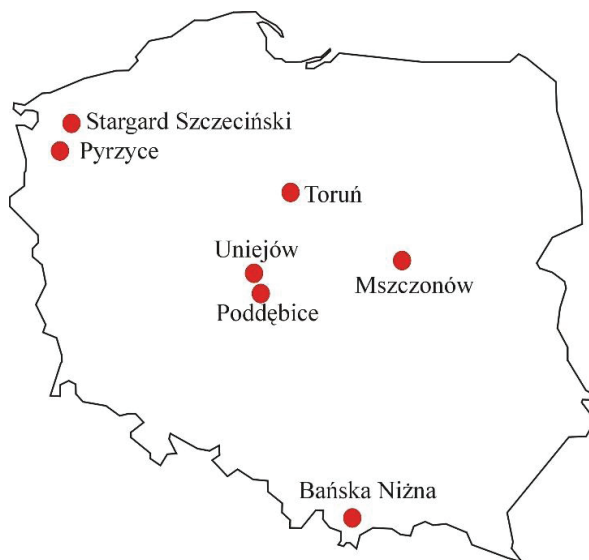 Stargard Szczeciński
Pyrzyce
Toruń
Uniejów
Mszczonów
Poddębice
Bańska Niżna